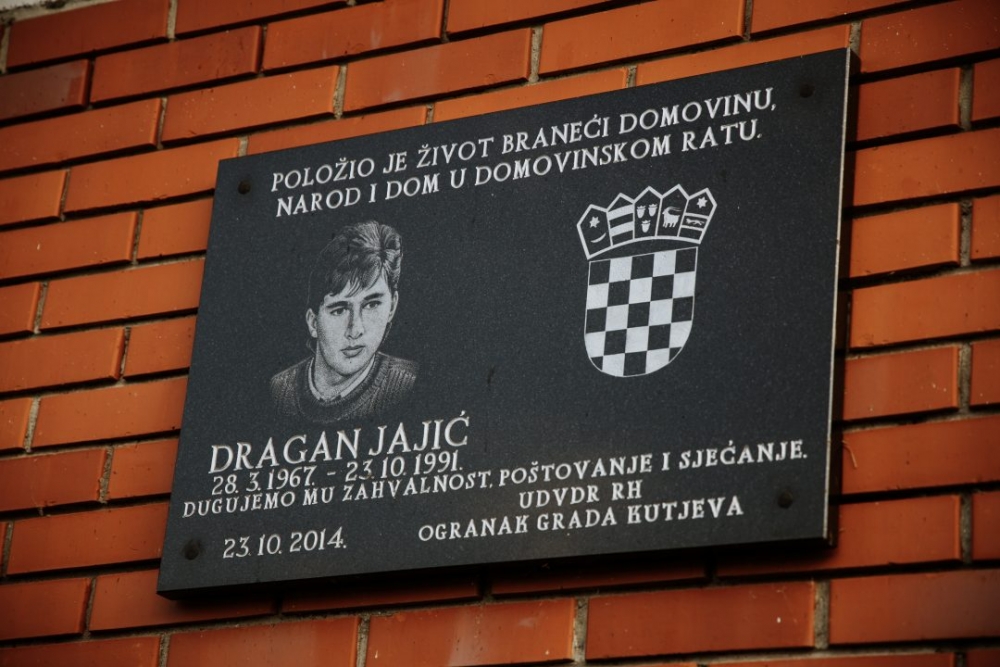 POLOŽIO JE ŽIVOT BRANEĆI DOMOVINU,
NAROD I DOM U DOMOVINSKOM RATU.
DRAGAN JAJIĆ
28. 3. 1967. - 23. 10. 1991.
DUGUJEMO MU ZAHVALNOST, POŠTOVANJE I SJEĆANJE.
UDVDR RH
OGRANAK GRADA KUTJEVA
23. 10. 2014.